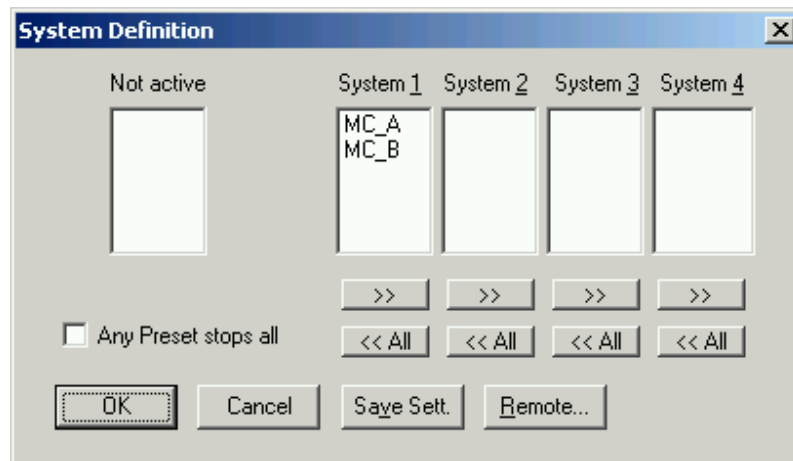 System Definition
Not active
System 1 System 2 System 3 System 4
MC_A
MC_B
>> >> >> >>
Any Preset stops all
<< All << All << All << All
OK Cancel Save Sett. Remote...